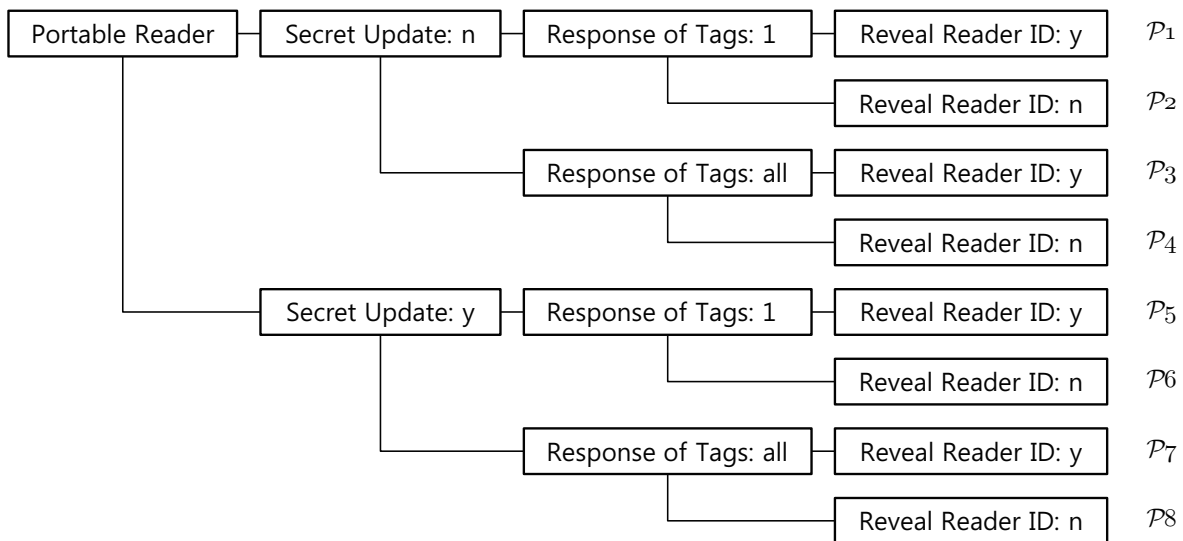 Portable Reader Secret Update: n Response of Tags: 1 Reveal Reader ID: y 𝒫1
Reveal Reader ID: n 𝒫2
Response of Tags: all Reveal Reader ID: y 𝒫3
Reveal Reader ID: n 𝒫4
Secret Update: y Response of Tags: 1 Reveal Reader ID: y 𝒫5
Reveal Reader ID: n 𝒫6
Response of Tags: all Reveal Reader ID: y 𝒫7
Reveal Reader ID: n 𝒫8